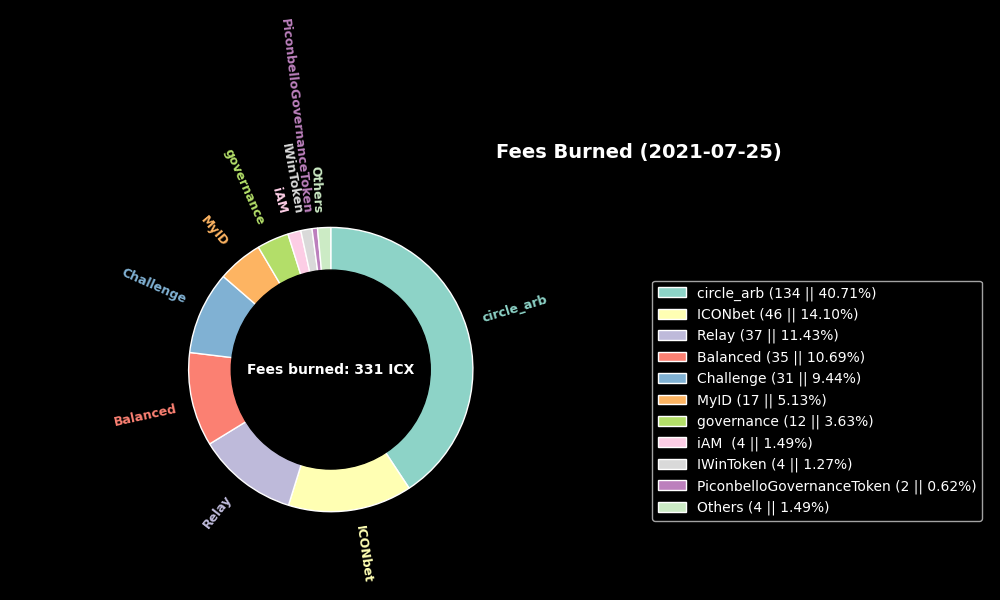 Fees Burned (2021-07-25)
PiconbelloGovernanceToken
IWinToken
Others
governance
iAM
MyID
Challenge
circle_arb
Fees burned: 331 ICX
Balanced
Relay
ICONbet
circle_arb (134 || 40.71%)
ICONbet (46 || 14.10%)
Relay (37 || 11.43%)
Balanced (35 || 10.69%)
Challenge (31 || 9.44%)
MyID (17 || 5.13%)
governance (12 || 3.63%)
iAM  (4 || 1.49%)
IWinToken (4 || 1.27%)
PiconbelloGovernanceToken (2 || 0.62%)
Others (4 || 1.49%)